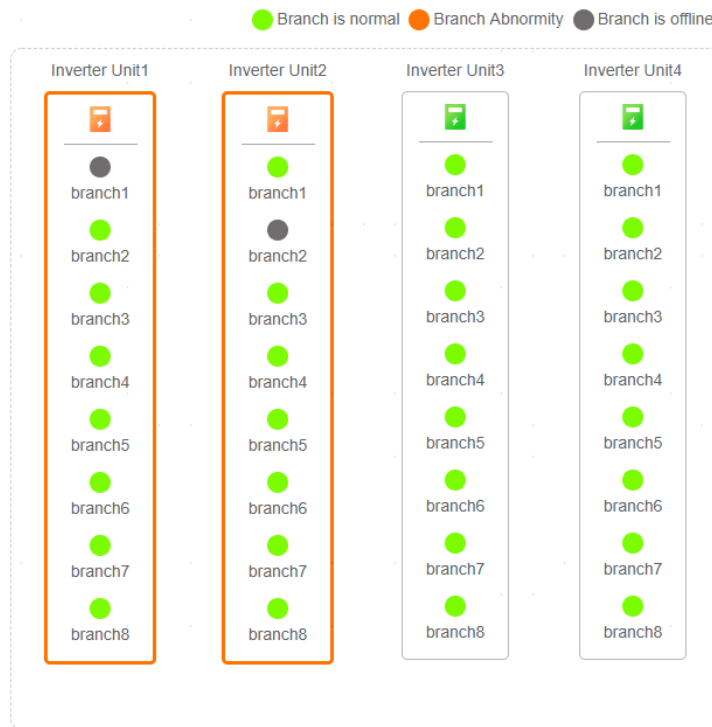 Branch is normal Branch Abnormity Branch is offline
Inverter Unit1 Inverter Unit2 Inverter Unit3 Inverter Unit4
branch1 branch1 branch1 branch1
branch2 branch2 branch2 branch2
branch3 branch3 branch3 branch3
branch4 branch4 branch4 branch4
branch5 branch5 branch5 branch5
branch6 branch6 branch6 branch6
branch7 branch7 branch7 branch7
branch8 branch8 branch8 branch8